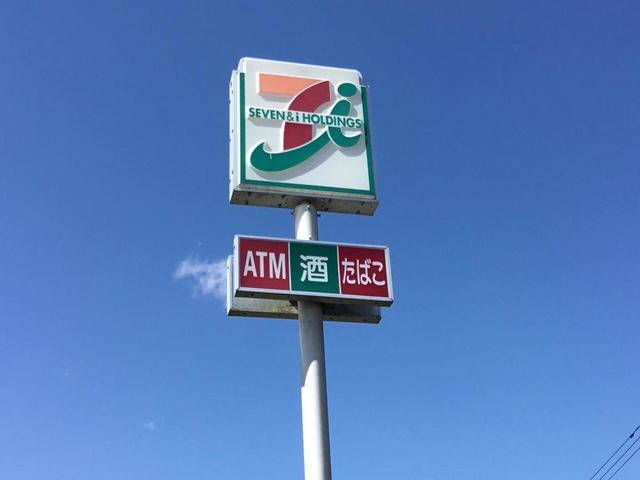 SEVEN&i HOLDINGS
ATM 酒 たばこ